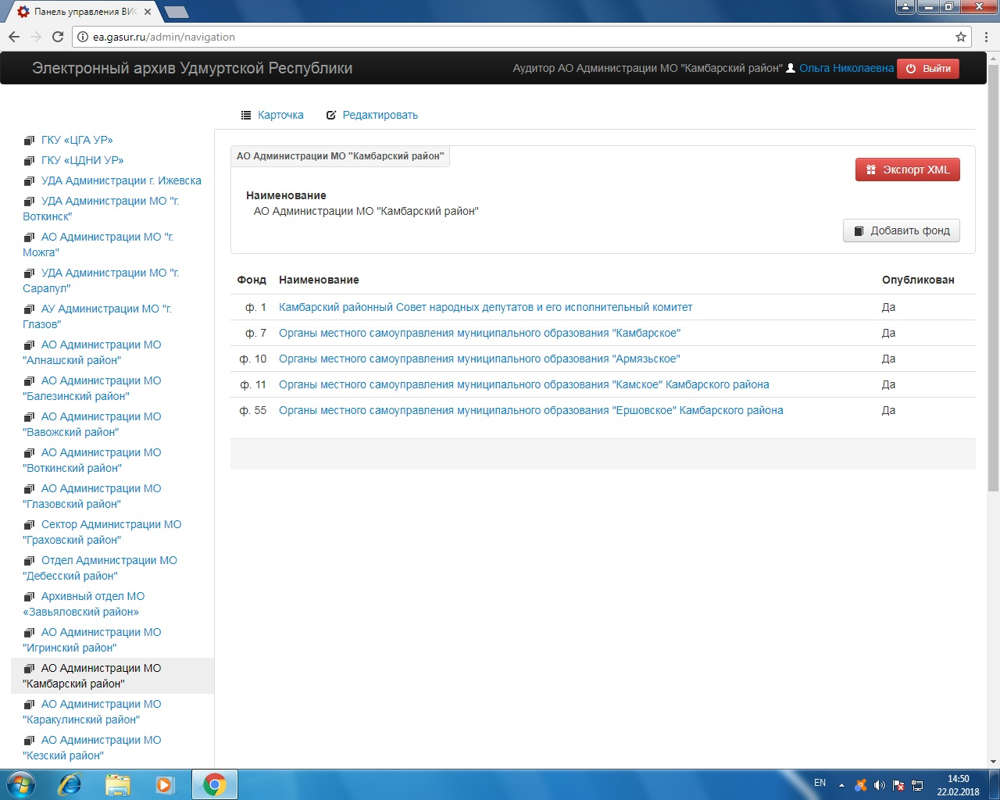 Панель управления ВИС
ea.gasur.ru/admin/navigation
Электронный архив Удмуртской Республики
Аудитор АО Администрации МО "Камбарский район" Ольга Николаевна Выйти
Карточка Редактировать
ГКУ «ЦГА УР»
ГКУ «ЦДНИ УР»
УДА Администрации г. Ижевска
УДА Администрации МО "г.
Воткинск"
АО Администрации МО "г.
Можга"
УДА Администрации МО "г.
Сарапул"
АУ Администрации МО "г.
Глазов"
АО Администрации МО
"Алнашский район"
АО Администрации МО
"Балезинский район"
АО Администрации МО
"Вавожский район"
АО Администрации МО
"Воткинский район"
АО Администрации МО
"Глазовский район"
Сектор Администрации МО
"Граховский район"
Отдел Администрации МО
"Дебесский район"
Архивный отдел МО
«Завьяловский район»
АО Администрации МО
"Игринский район"
АО Администрации МО
"Камбарский район"
АО Администрации МО
"Каракулинский район"
АО Администрации МО
"Кезский район"
АО Администрации МО "Камбарский район"
Экспорт XML
Наименование
АО Администрации МО "Камбарский район"
Добавить фонд
Фонд Наименование Опубликован
ф. 1 Камбарский районный Совет народных депутатов и его исполнительный комитет Да
ф. 7 Органы местного самоуправления муниципального образования "Камбарское" Да
ф. 10 Органы местного самоуправления муниципального образования "Армязьское" Да
ф. 11 Органы местного самоуправления муниципального образования "Камское" Камбарского района Да
ф. 55 Органы местного самоуправления муниципального образования "Ершовское" Камбарского района Да
EN
14:50
22.02.2018